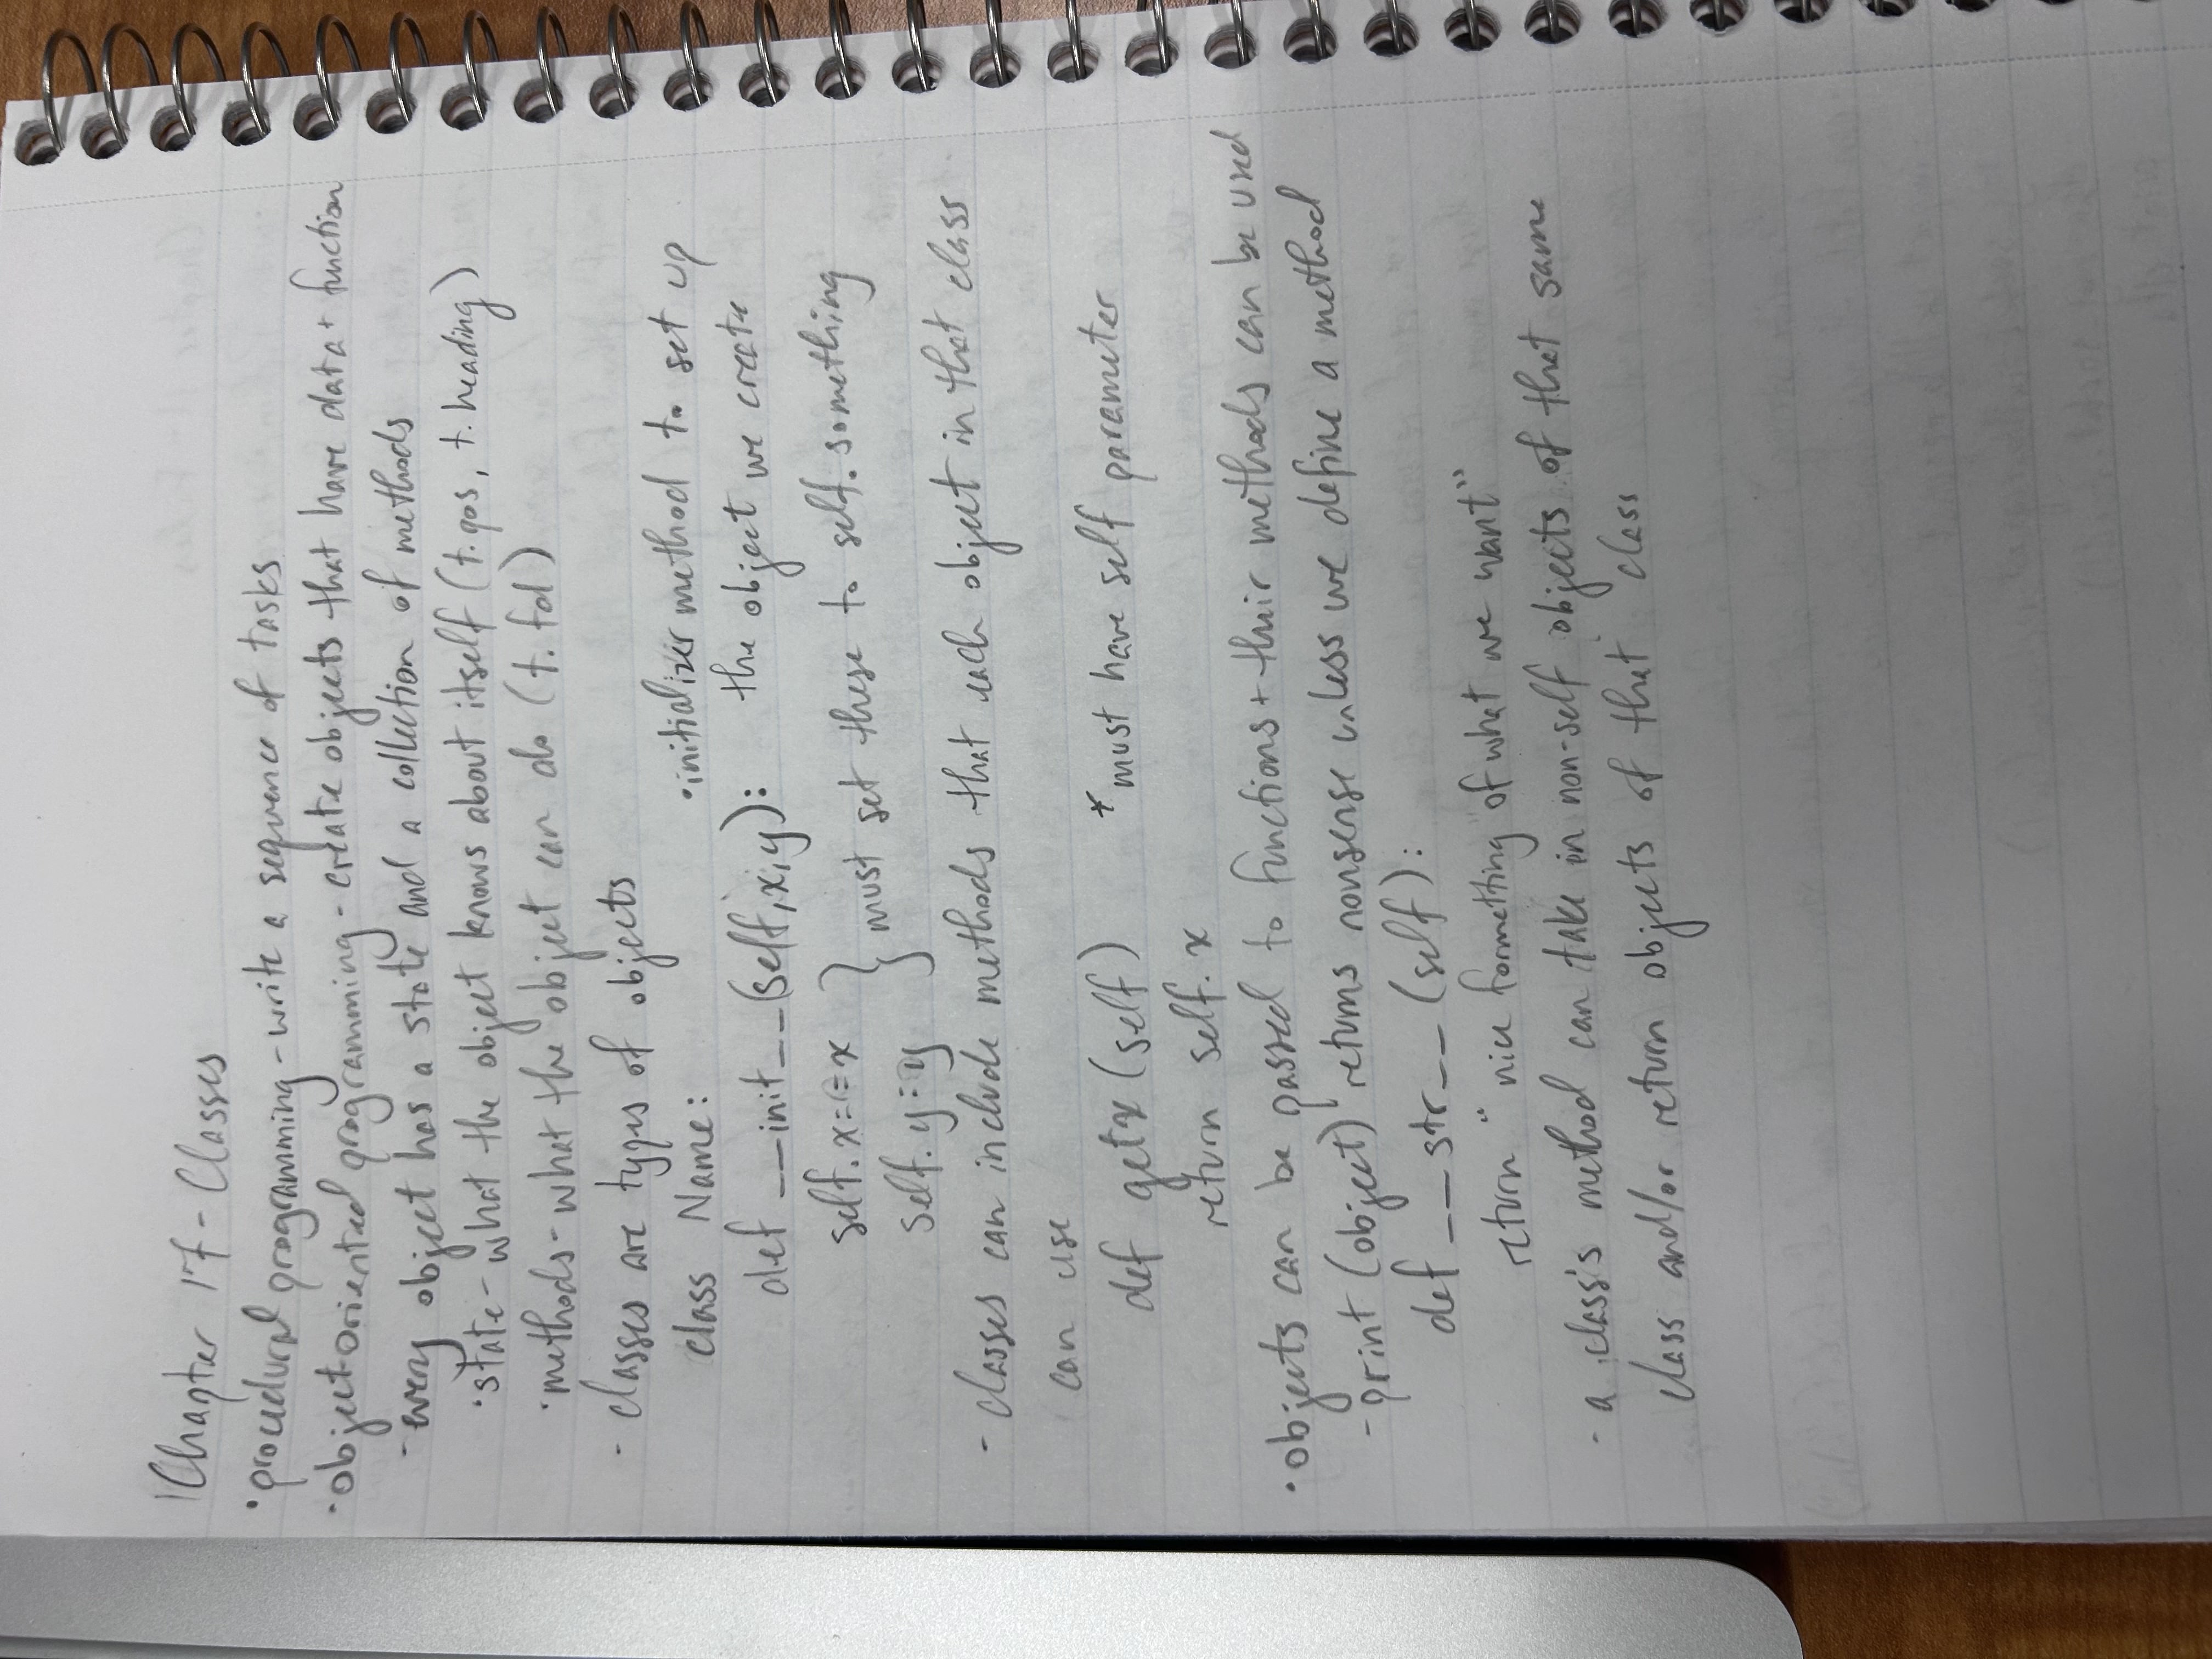 Chapter 17 - Classes
• procedural programming - write a sequence of tasks
• object-oriented programming - create objects that have data + function
- every object has a state and a collection of methods
• state - what the object knows about itself (t.pos, t.heading)
• methods - what the object can do (t.fd)
- classes are types of objects
class Name:
• initializer method to set up
def __init__(self, x, y):
the object we create
self.x = = x
self.y = y
} must set these to self.something
- classes can include methods that each object in that class
can use
def getx (self)
* must have self parameter
return self.x
• objects can be passed to functions + their methods can be used
- print (object) returns nonsense unless we define a method
def __str__ (self):
return "nice formatting of what we want"
- a class's method can take in non-self objects of that same
class and/or return objects of that class